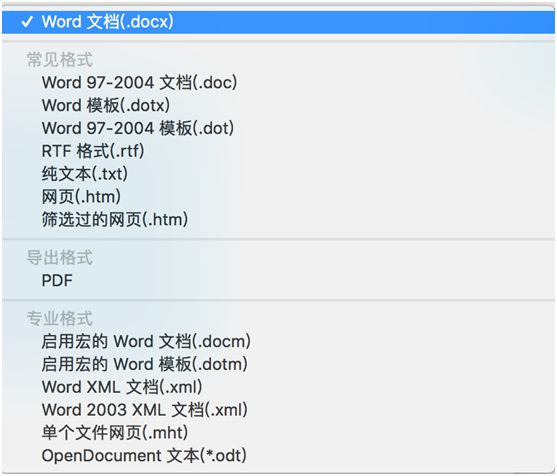 ✓ Word 文档(.docx)
常见格式
Word 97-2004 文档(.doc)
Word 模板(.dotx)
Word 97-2004 模板(.dot)
RTF 格式(.rtf)
纯文本(.txt)
网页(.htm)
筛选过的网页(.htm)
导出格式
PDF
专业格式
启用宏的 Word 文档(.docm)
启用宏的 Word 模板(.dotm)
Word XML 文档(.xml)
Word 2003 XML 文档(.xml)
单个文件网页(.mht)
OpenDocument 文本(*.odt)